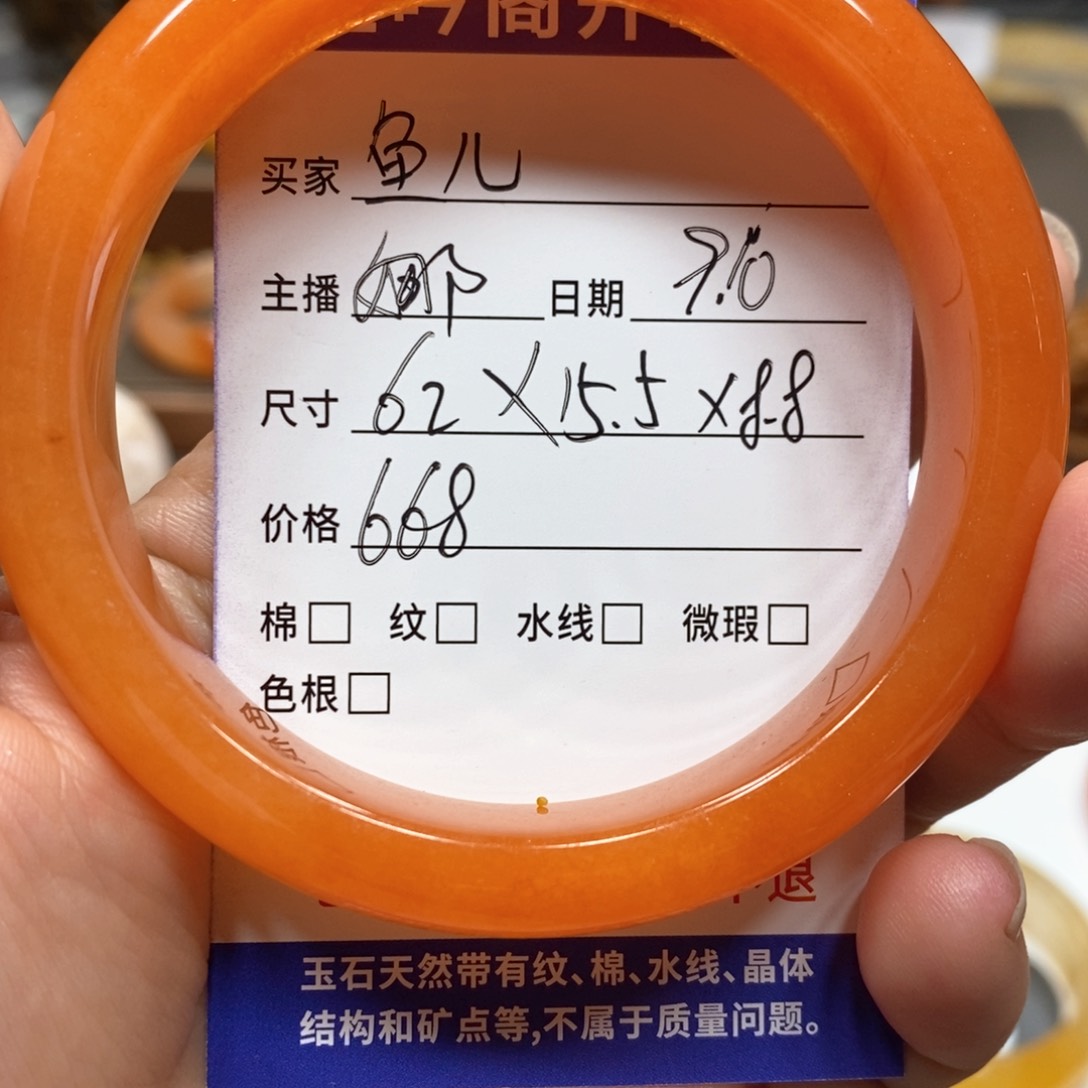 买家 鱼儿
主播 娜 日期 7.10
尺寸 62×15.5×8.8
价格 668
棉□ 纹□ 水线□ 微瑕□
色根□
退
玉石天然带有纹、棉、水线、晶体
结构和矿点等,不属于质量问题。